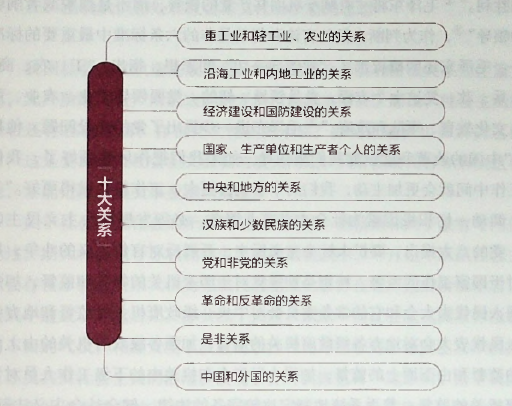 十大关系
重工业和轻工业、农业的关系
沿海工业和内地工业的关系
经济建设和国防建设的关系
国家、生产单位和生产者个人的关系
中央和地方的关系
汉族和少数民族的关系
党和非党的关系
革命和反革命的关系
是非关系
中国和外国的关系